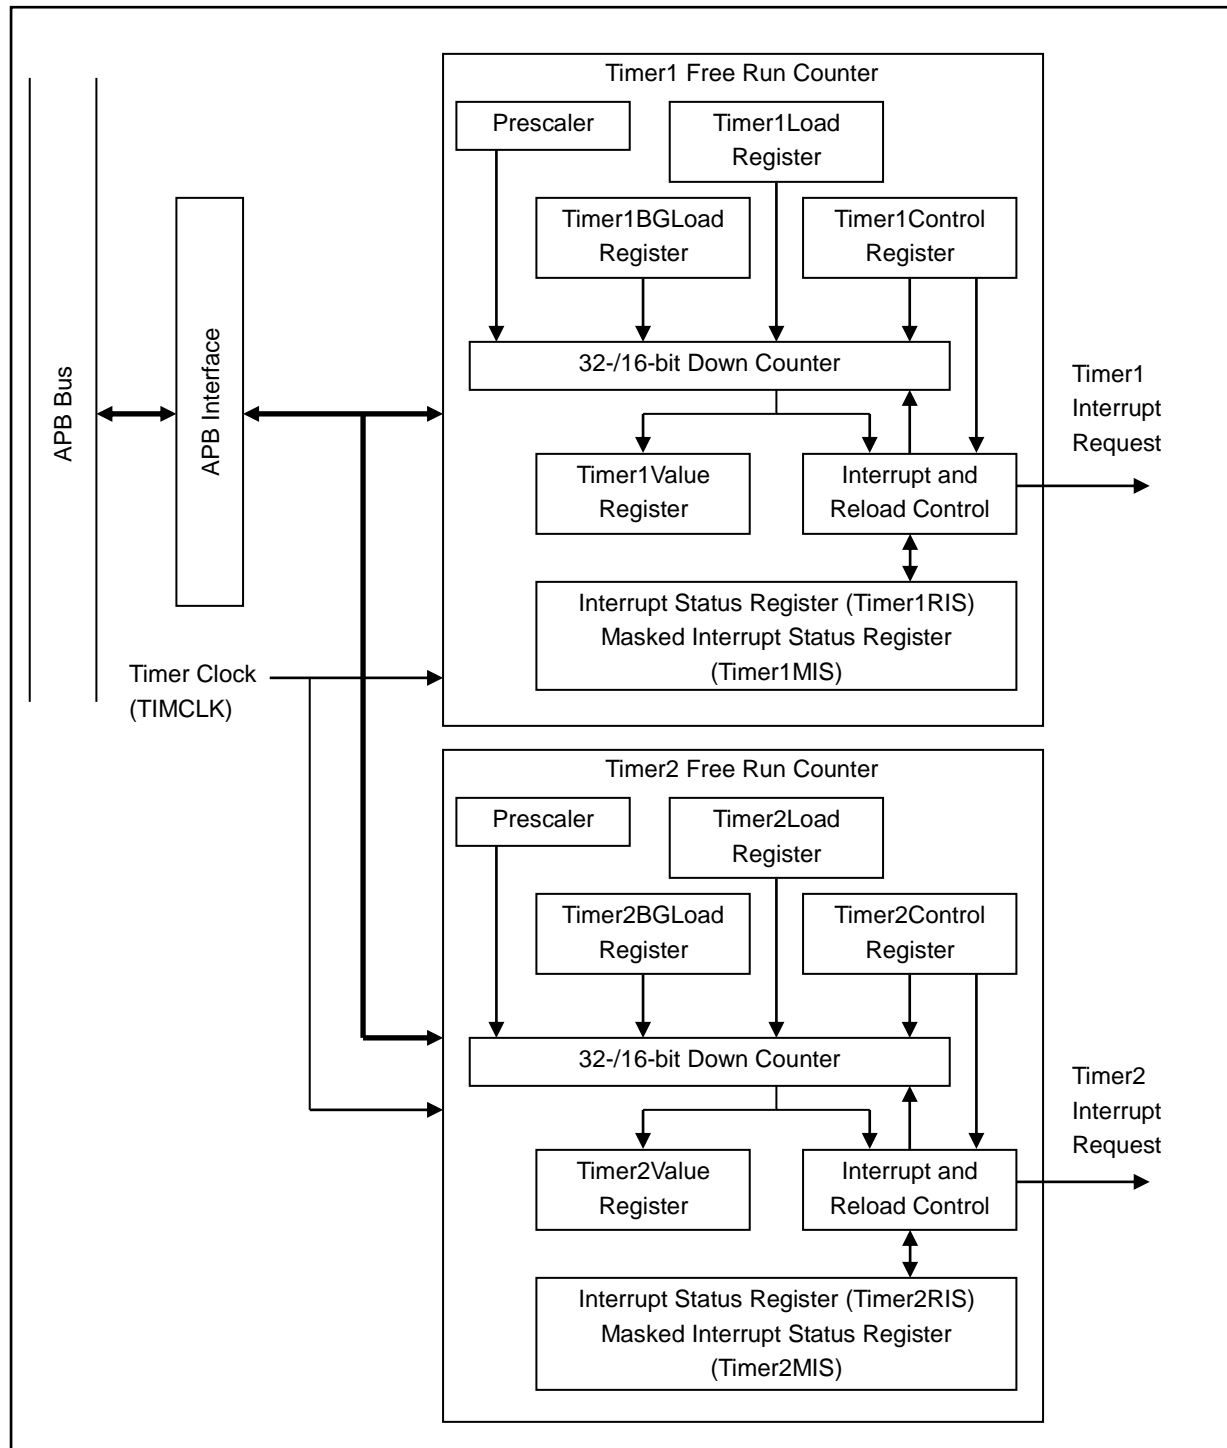 Timer1 Free Run Counter
Prescaler
Timer1Load
Register
Timer1BGLoad
Register
Timer1Control
Register
32-/16-bit Down Counter
APB Bus
APB Interface
Timer1
Interrupt
Request
Timer1Value
Register
Interrupt and
Reload Control
Interrupt Status Register (Timer1RIS)
Masked Interrupt Status Register
(Timer1MIS)
Timer Clock
(TIMCLK)
Timer2 Free Run Counter
Prescaler
Timer2Load
Register
Timer2BGLoad
Register
Timer2Control
Register
32-/16-bit Down Counter
Timer2
Interrupt
Request
Timer2Value
Register
Interrupt and
Reload Control
Interrupt Status Register (Timer2RIS)
Masked Interrupt Status Register
(Timer2MIS)